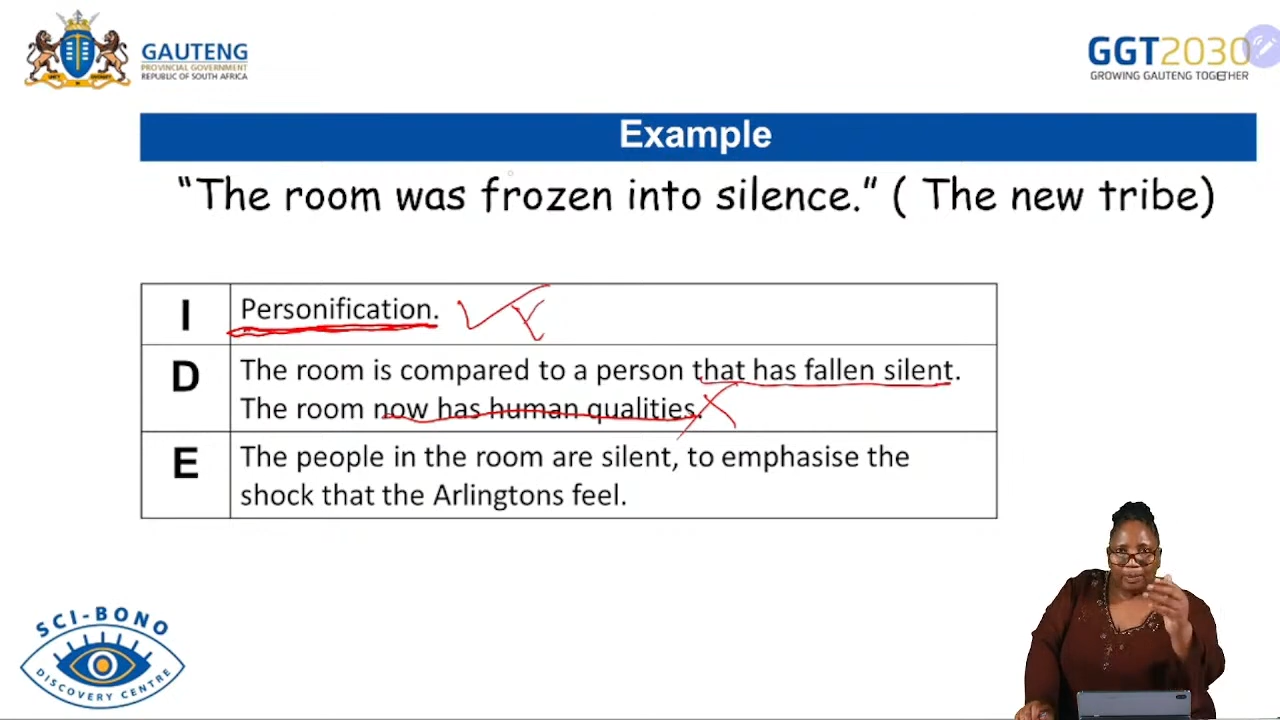 GAUTENG
PROVINCIAL GOVERNMENT
REPUBLIC OF SOUTH AFRICA
GGT2030
GROWING GAUTENG TOGETHER
Example
“The room was frozen into silence.” ( The new tribe)
I Personification.
D The room is compared to a person that has fallen silent.
The room now has human qualities.
E The people in the room are silent, to emphasise the
shock that the Arlingtons feel.
SCI-BONO
DISCOVERY CENTRE